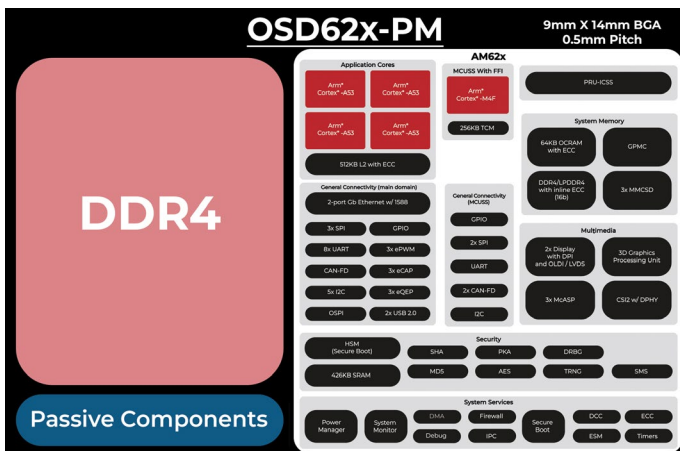 OSD62x-PM
9mm X 14mm BGA
0.5mm Pitch
DDR4
Passive Components
AM62x
Application Cores
Arm®
Cortex® -A53
Arm®
Cortex® -A53
Arm®
Cortex® -A53
Arm®
Cortex® -A53
512KB L2 with ECC
MCUSS With FFI
Arm®
Cortex® -M4F
256KB TCM
PRU-ICSS
System Memory
64KB OCRAM
with ECC
GPMC
DDR4/LPDDR4
with inline ECC
(16b)
3x MMCSD
General Connectivity (main domain)
2-port Gb Ethernet w/ 1588
3x SPI
GPIO
8x UART
3x ePWM
CAN-FD
3x eCAP
5x I2C
3x eQEP
OSPI
2x USB 2.0
General Connectivity
(MCUSS)
GPIO
2x SPI
UART
2x CAN-FD
I2C
Multimedia
2x Display
with DPI
and OLDI / LVDS
3D Graphics
Processing Unit
3x McASP
CSI2 w/ DPHY
Security
HSM
(Secure Boot)
SHA
PKA
DRBG
426KB SRAM
MD5
AES
TRNG
SMS
System Services
Power
Manager
System
Monitor
DMA
Firewall
Debug
IPC
Secure
Boot
DCC
ECC
ESM
Timers